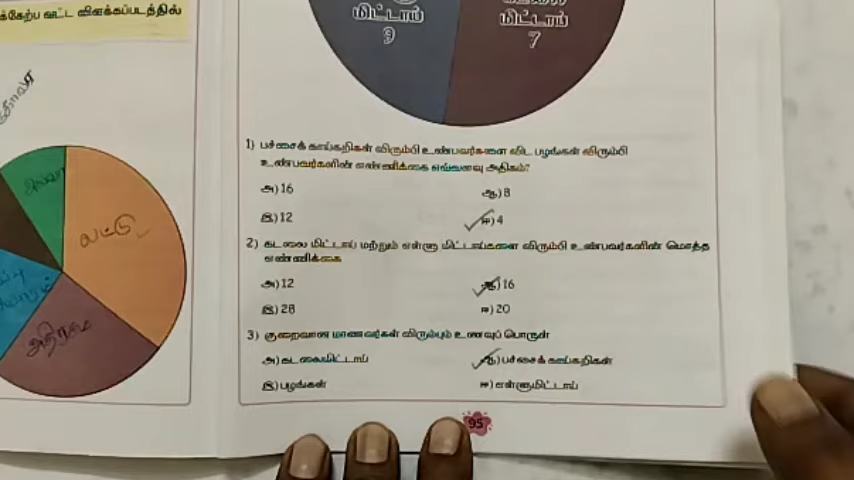 வட்ட விளக்கப்படத்தில்
லட்டு
அதிரசம்
மிட்டாய்
9
மிட்டாய்
7
1) பச்சைக் காய்கறிகள் விரும்பி உண்பவர்களை விட பழங்கள் விரும்பி
உண்பவர்களின் எண்ணிக்கை எவ்வளவு அதிகம்?
அ) 16
ஆ) 8
இ) 12
ஈ) 4
2) கடலை மிட்டாய் மற்றும் எள்ளு மிட்டாய்களை விரும்பி உண்பவர்களின் மொத்த
எண்ணிக்கை
அ) 12
ஆ) 16
இ) 28
ஈ) 20
3) குறைவான மாணவர்கள் விரும்பும் உணவுப் பொருள்
அ) கடலைமிட்டாய்
ஆ) பச்சைக் காய்கறிகள்
இ) பழங்கள்
ஈ) எள்ளுமிட்டாய்
95